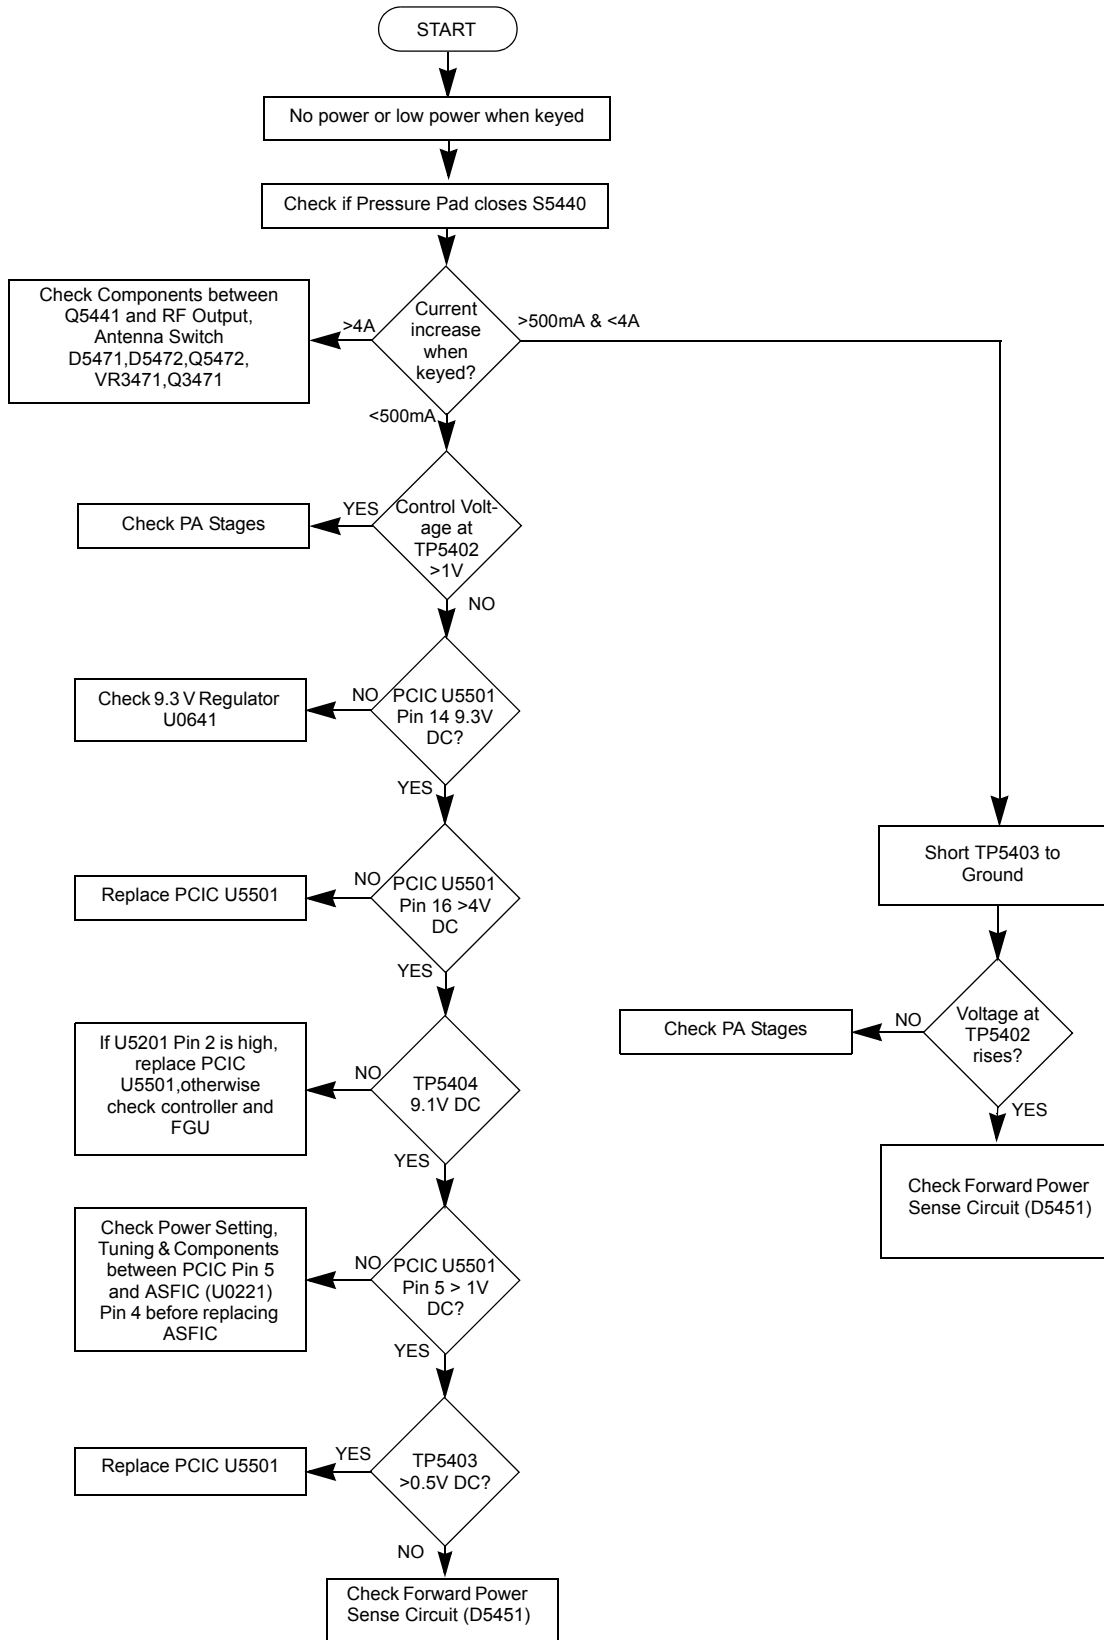 START
No power or low power when keyed
Check if Pressure Pad closes S5440
Check Components between
Q5441 and RF Output,
Antenna Switch
D5471,D5472,Q5472,
VR3471,Q3471
>4A
Current
increase
when
keyed?
>500mA & <4A
<500mA
Check PA Stages
YES
Control Volt-
age at
TP5402
>1V
NO
Check 9.3 V Regulator
U0641
NO
PCIC U5501
Pin 14 9.3V
DC?
YES
Replace PCIC U5501
NO
PCIC U5501
Pin 16 >4V
DC
YES
If U5201 Pin 2 is high,
replace PCIC
U5501,otherwise
check controller and
FGU
NO
TP5404
9.1V DC
YES
Check Power Setting,
Tuning & Components
between PCIC Pin 5
and ASFIC (U0221)
Pin 4 before replacing
ASFIC
NO
PCIC U5501
Pin 5 > 1V
DC?
YES
Replace PCIC U5501
YES
TP5403
>0.5V DC?
NO
Check Forward Power
Sense Circuit (D5451)
Short TP5403 to
Ground
Check PA Stages
NO
Voltage at
TP5402
rises?
YES
Check Forward Power
Sense Circuit (D5451)